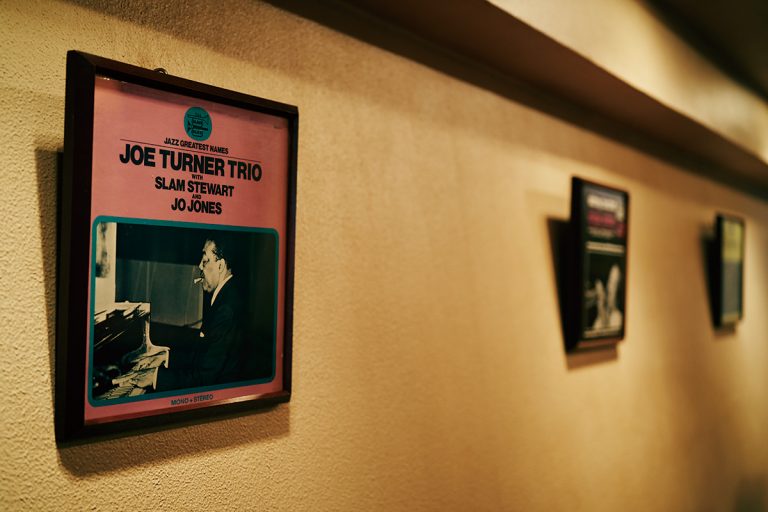 JAZZ GREATEST NAMES
JOE TURNER TRIO
WITH
SLAM STEWART
AND
JO JONES
MONO + STEREO